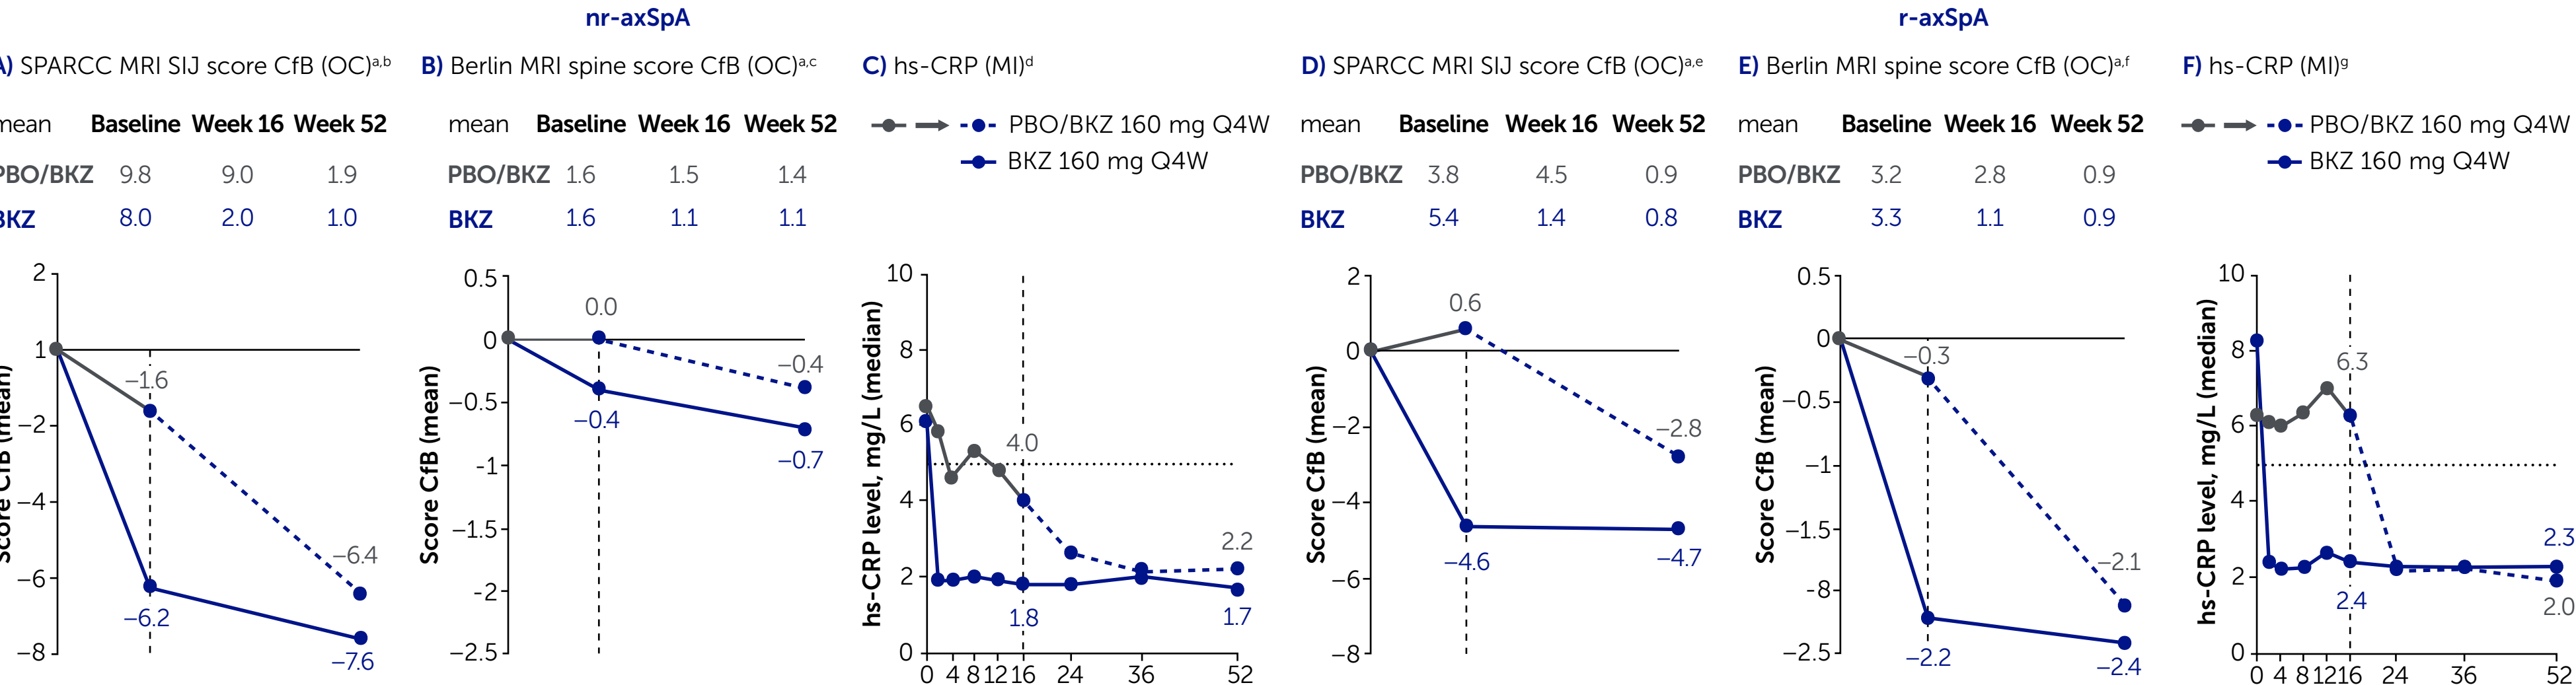 nr-axSpA
r-axSpA
A) SPARCC MRI SIJ score CfB (OC)a,b
mean Baseline Week 16 Week 52
PBO/BKZ 9.8 9.0 1.9
BKZ 8.0 2.0 1.0
Score CfB (mean)
2
1
−2
−4
−6
−8
−1.6
−6.4
−6.2
−7.6
B) Berlin MRI spine score CfB (OC)a,c
mean Baseline Week 16 Week 52
PBO/BKZ 1.6 1.5 1.4
BKZ 1.6 1.1 1.1
Score CfB (mean)
0.5
0
−0.5
-1
−1.5
-2
-2.5
0.0
−0.4
−0.4
−0.7
C) hs-CRP (MI)d
PBO/BKZ 160 mg Q4W
BKZ 160 mg Q4W
hs-CRP level, mg/L (median)
10
8
6
4
2
0
4.0
2.2
1.8
1.7
0 4 8 12 16 24 36 52
D) SPARCC MRI SIJ score CfB (OC)a,e
mean Baseline Week 16 Week 52
PBO/BKZ 3.8 4.5 0.9
BKZ 5.4 1.4 0.8
Score CfB (mean)
2
0
−2
−4
−6
−8
0.6
−2.8
−4.6
−4.7
E) Berlin MRI spine score CfB (OC)a,f
mean Baseline Week 16 Week 52
PBO/BKZ 3.2 2.8 0.9
BKZ 3.3 1.1 0.9
Score CfB (mean)
0.5
0
−0.5
−1
−1.5
-8
−2.5
−0.3
−2.1
−2.2
−2.4
F) hs-CRP (MI)g
PBO/BKZ 160 mg Q4W
BKZ 160 mg Q4W
hs-CRP level, mg/L (median)
10
8
6
4
2
0
6.3
2.3
2.4
2.0
0 4 8 12 16 24 36 52